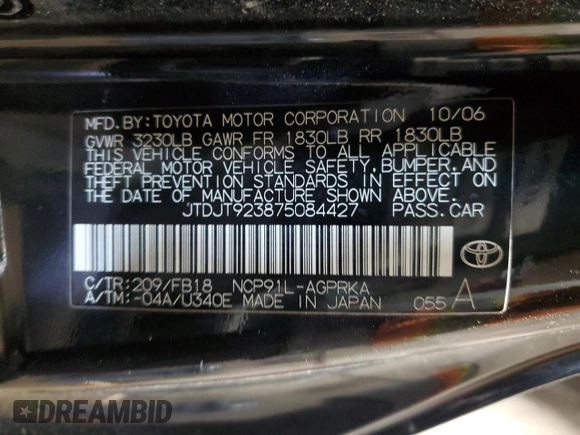 MFD. BY: TOYOTA MOTOR CORPORATION 10/06
GVWR 3230LB GAWR FR 1830LB RR 1830LB
THIS VEHICLE CONFORMS TO ALL APPLICABLE
FEDERAL MOTOR VEHICLE SAFETY, BUMPER, AND
THEFT PREVENTION STANDARDS IN EFFECT ON
THE DATE OF MANUFACTURE SHOWN ABOVE.
JTDJT923875084427 PASS. CAR
C/TR: 209/FB18 NCP91L-AGPRKA
A/TM: -04A/U340E MADE IN JAPAN 055 A
DREAMBID